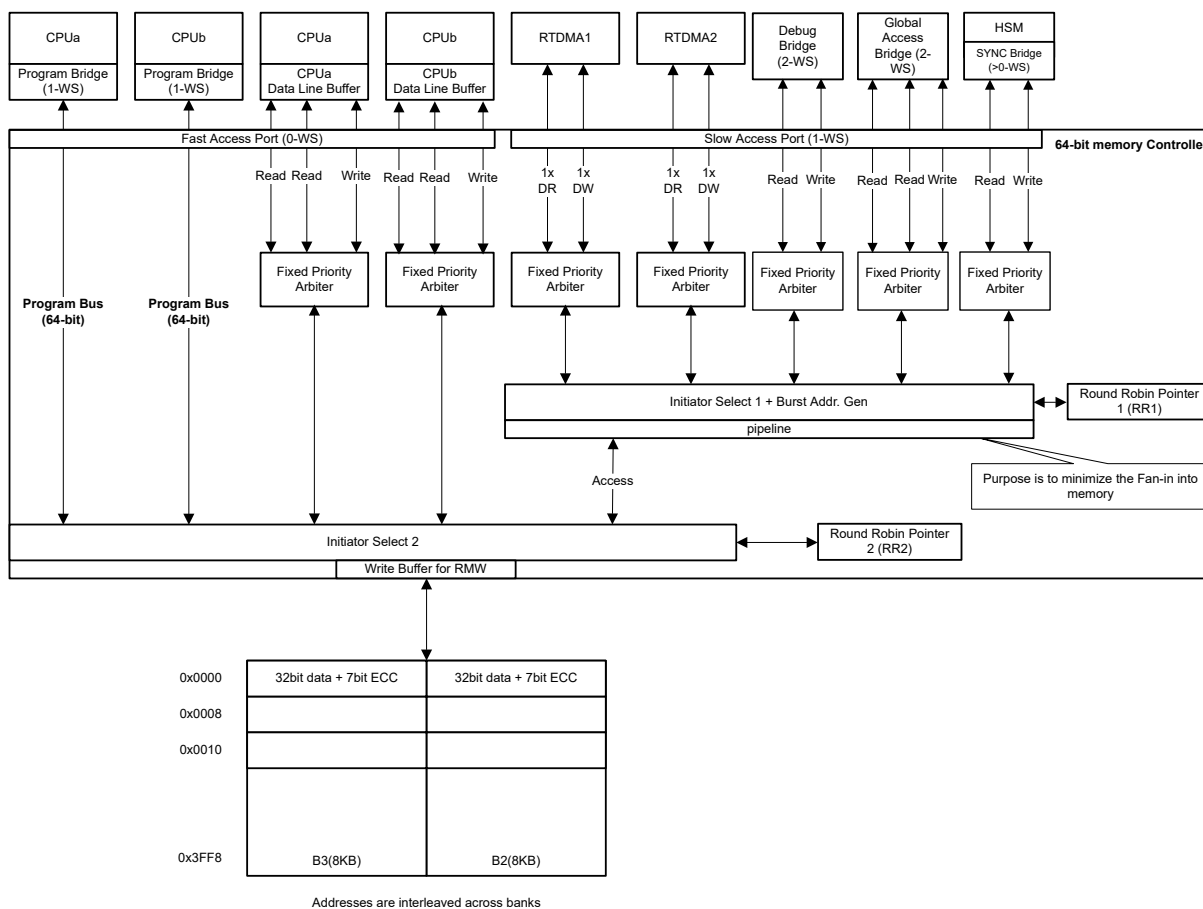 CPUa
Program Bridge
(1-WS)
CPUb
Program Bridge
(1-WS)
CPUa
CPUa
Data Line Buffer
CPUb
CPUb
Data Line Buffer
RTDMA1
RTDMA2
Debug
Bridge
(2-WS)
Global
Access
Bridge (2-
WS)
HSM
SYNC Bridge
(>0-WS)
Fast Access Port (0-WS)
Slow Access Port (1-WS)
64-bit memory Controlle
Read
Read
Write
Read
Read
Write
1x
DR
1x
DW
1x
DR
1x
DW
Read
Write
Read
Read
Write
Read
Write
Fixed Priority
Arbiter
Fixed Priority
Arbiter
Fixed Priority
Arbiter
Fixed Priority
Arbiter
Fixed Priority
Arbiter
Fixed Priority
Arbiter
Fixed Priority
Arbiter
Program Bus
(64-bit)
Program Bus
(64-bit)
Initiator Select 1 + Burst Addr. Gen
pipeline
Round Robin Pointer
1 (RR1)
Purpose is to minimize the Fan-in into
memory
Access
Initiator Select 2
Round Robin Pointer
2 (RR2)
Write Buffer for RMW
0x0000
32bit data + 7bit ECC
32bit data + 7bit ECC
0x0008
0x0010
0x3FF8
B3(8KB)
B2(8KB)
Addresses are interleaved across banks